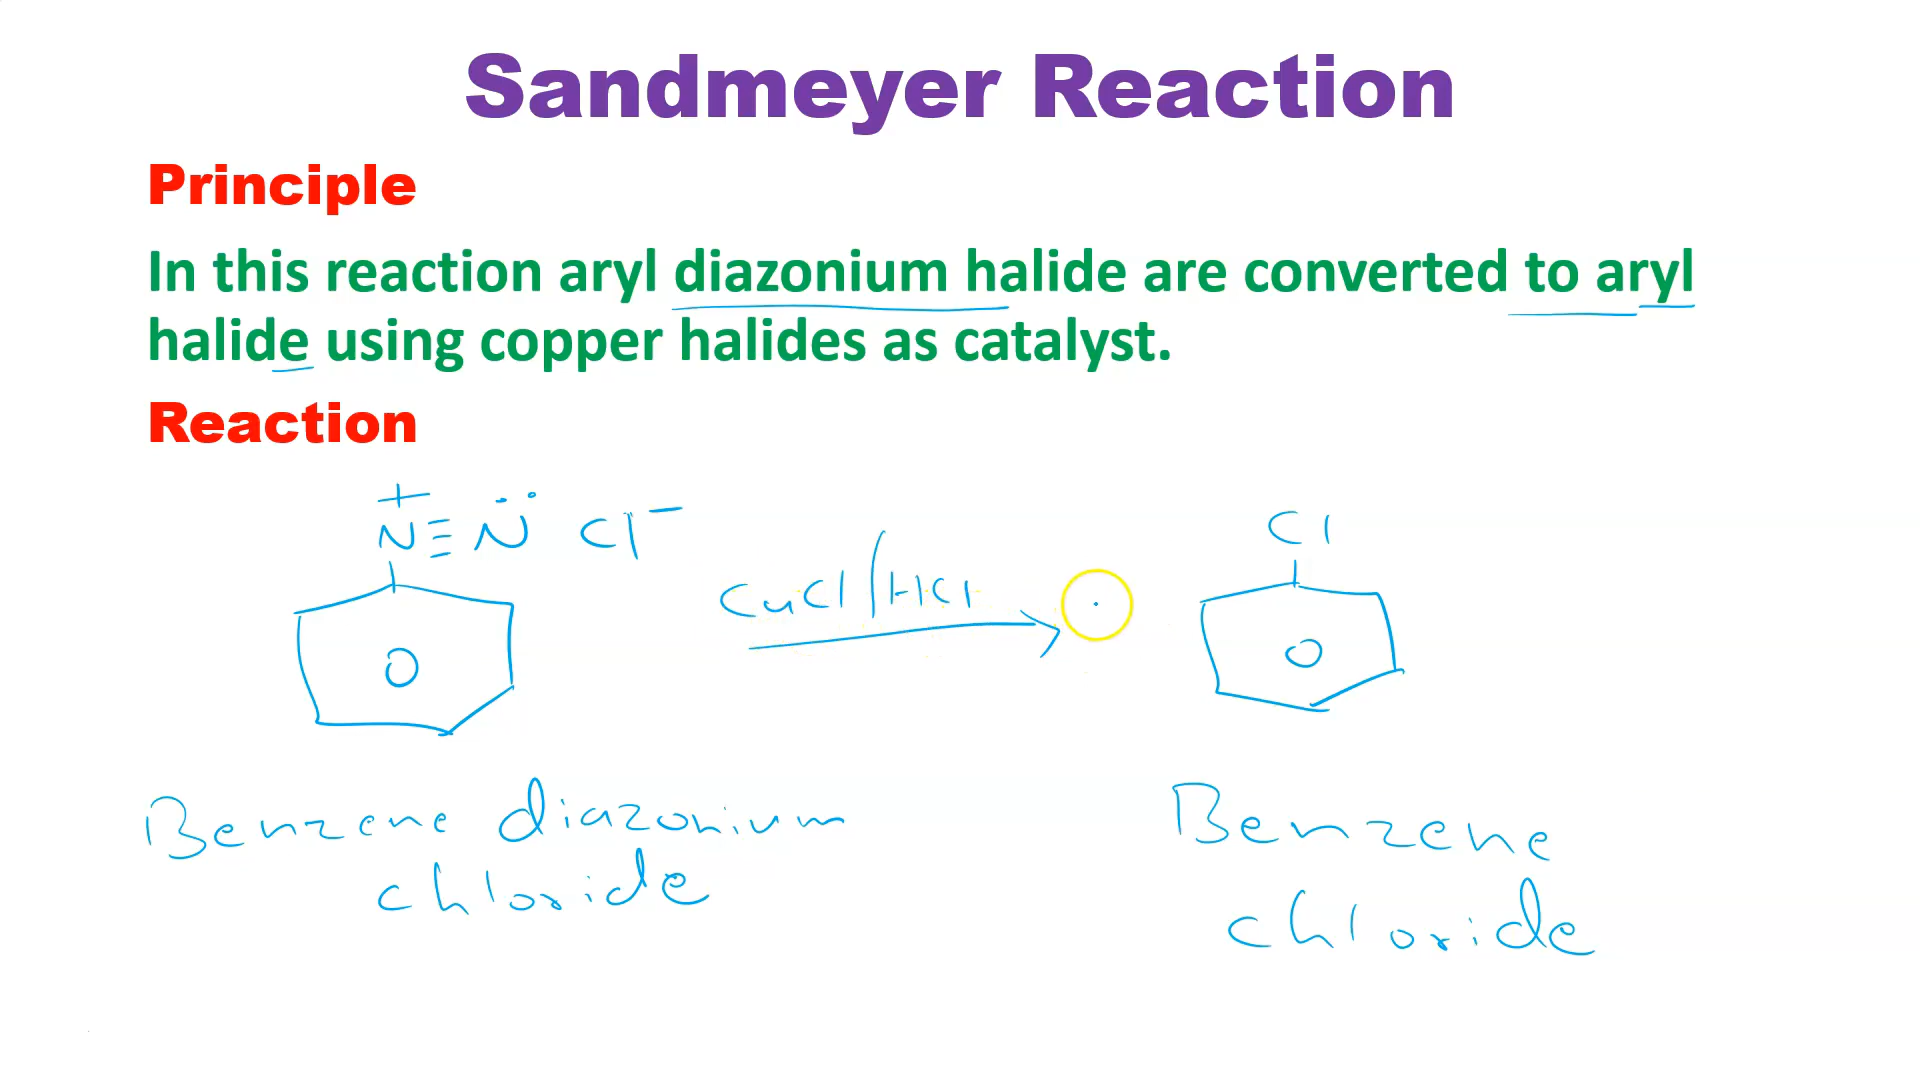 Sandmeyer Reaction
Principle
In this reaction aryl diazonium halide are converted to aryl
halide using copper halides as catalyst.
Reaction
+
N≡N̈ Cl⁻
CuCl/HCl
Cl
Benzene diazonium
chloride
Benzene
chloride